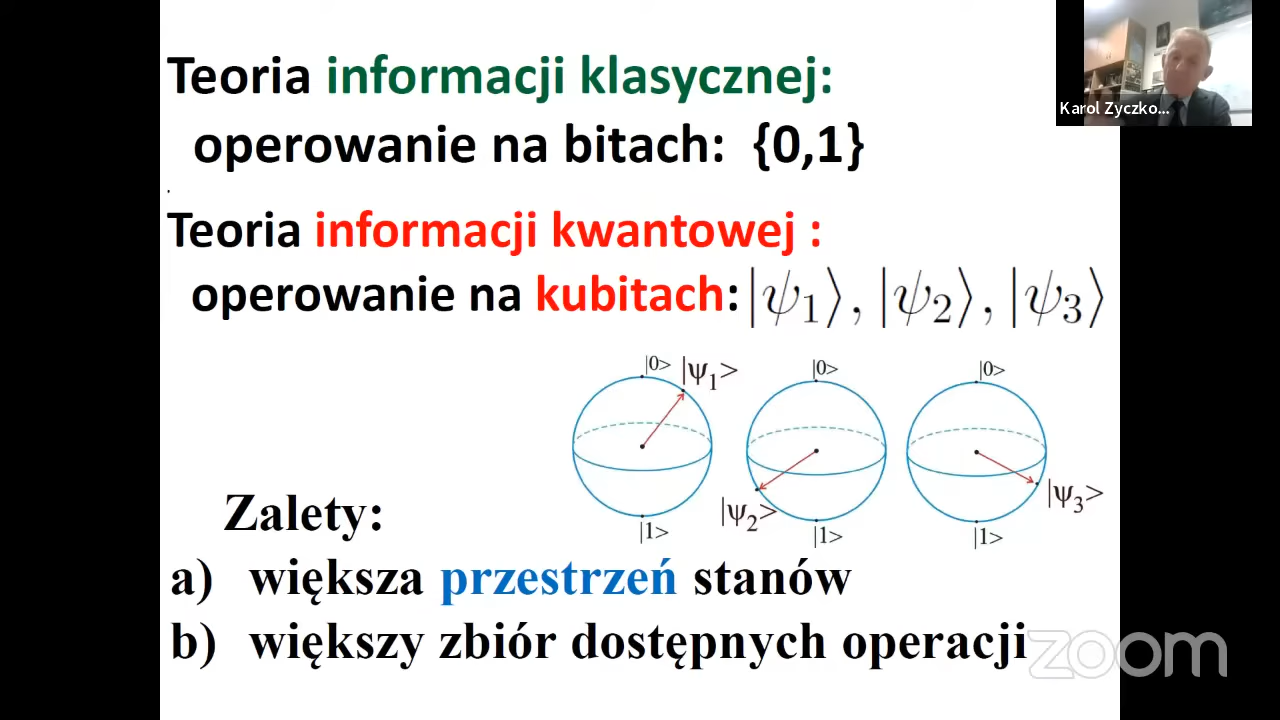 Teoria informacji klasycznej:
operowanie na bitach: {0,1}
Karol Zyczko...
Teoria informacji kwantowej :
operowanie na kubitach: |ψ₁⟩, |ψ₂⟩, |ψ₃⟩
|0> |ψ₁> |0> |0>
|ψ₂> |ψ₃>
|1> |1> |1>
Zalety:
a) większa przestrzeń stanów
b) większy zbiór dostępnych operacji
zoom